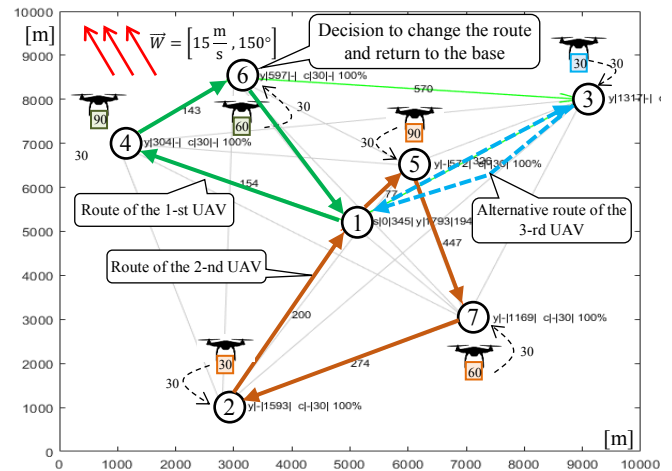 [m]
W = [15 m/s , 150°]
Decision to change the route
and return to the base
6
y|597|-| c|30|-| 100%
570
30
30
3
y|1317|-| c
9000
90
143
60
30
90
8000
4
y|304|-| c|30|-| 100%
30
5
y|-|572| c|-|30| 100%
326
7000
154
77
6000
Route of the 1-st UAV
Alternative route of the
3-rd UAV
1
s|0|345| y|1793|194
447
5000
Route of the 2-nd UAV
4000
200
7
y|-|1169| c|-|30| 100%
3000
30
274
60
30
2000
30
2
y|-|1593| c|-|30| 100%
1000
[m]
0
0
1000
2000
3000
4000
5000
6000
7000
8000
9000
10000